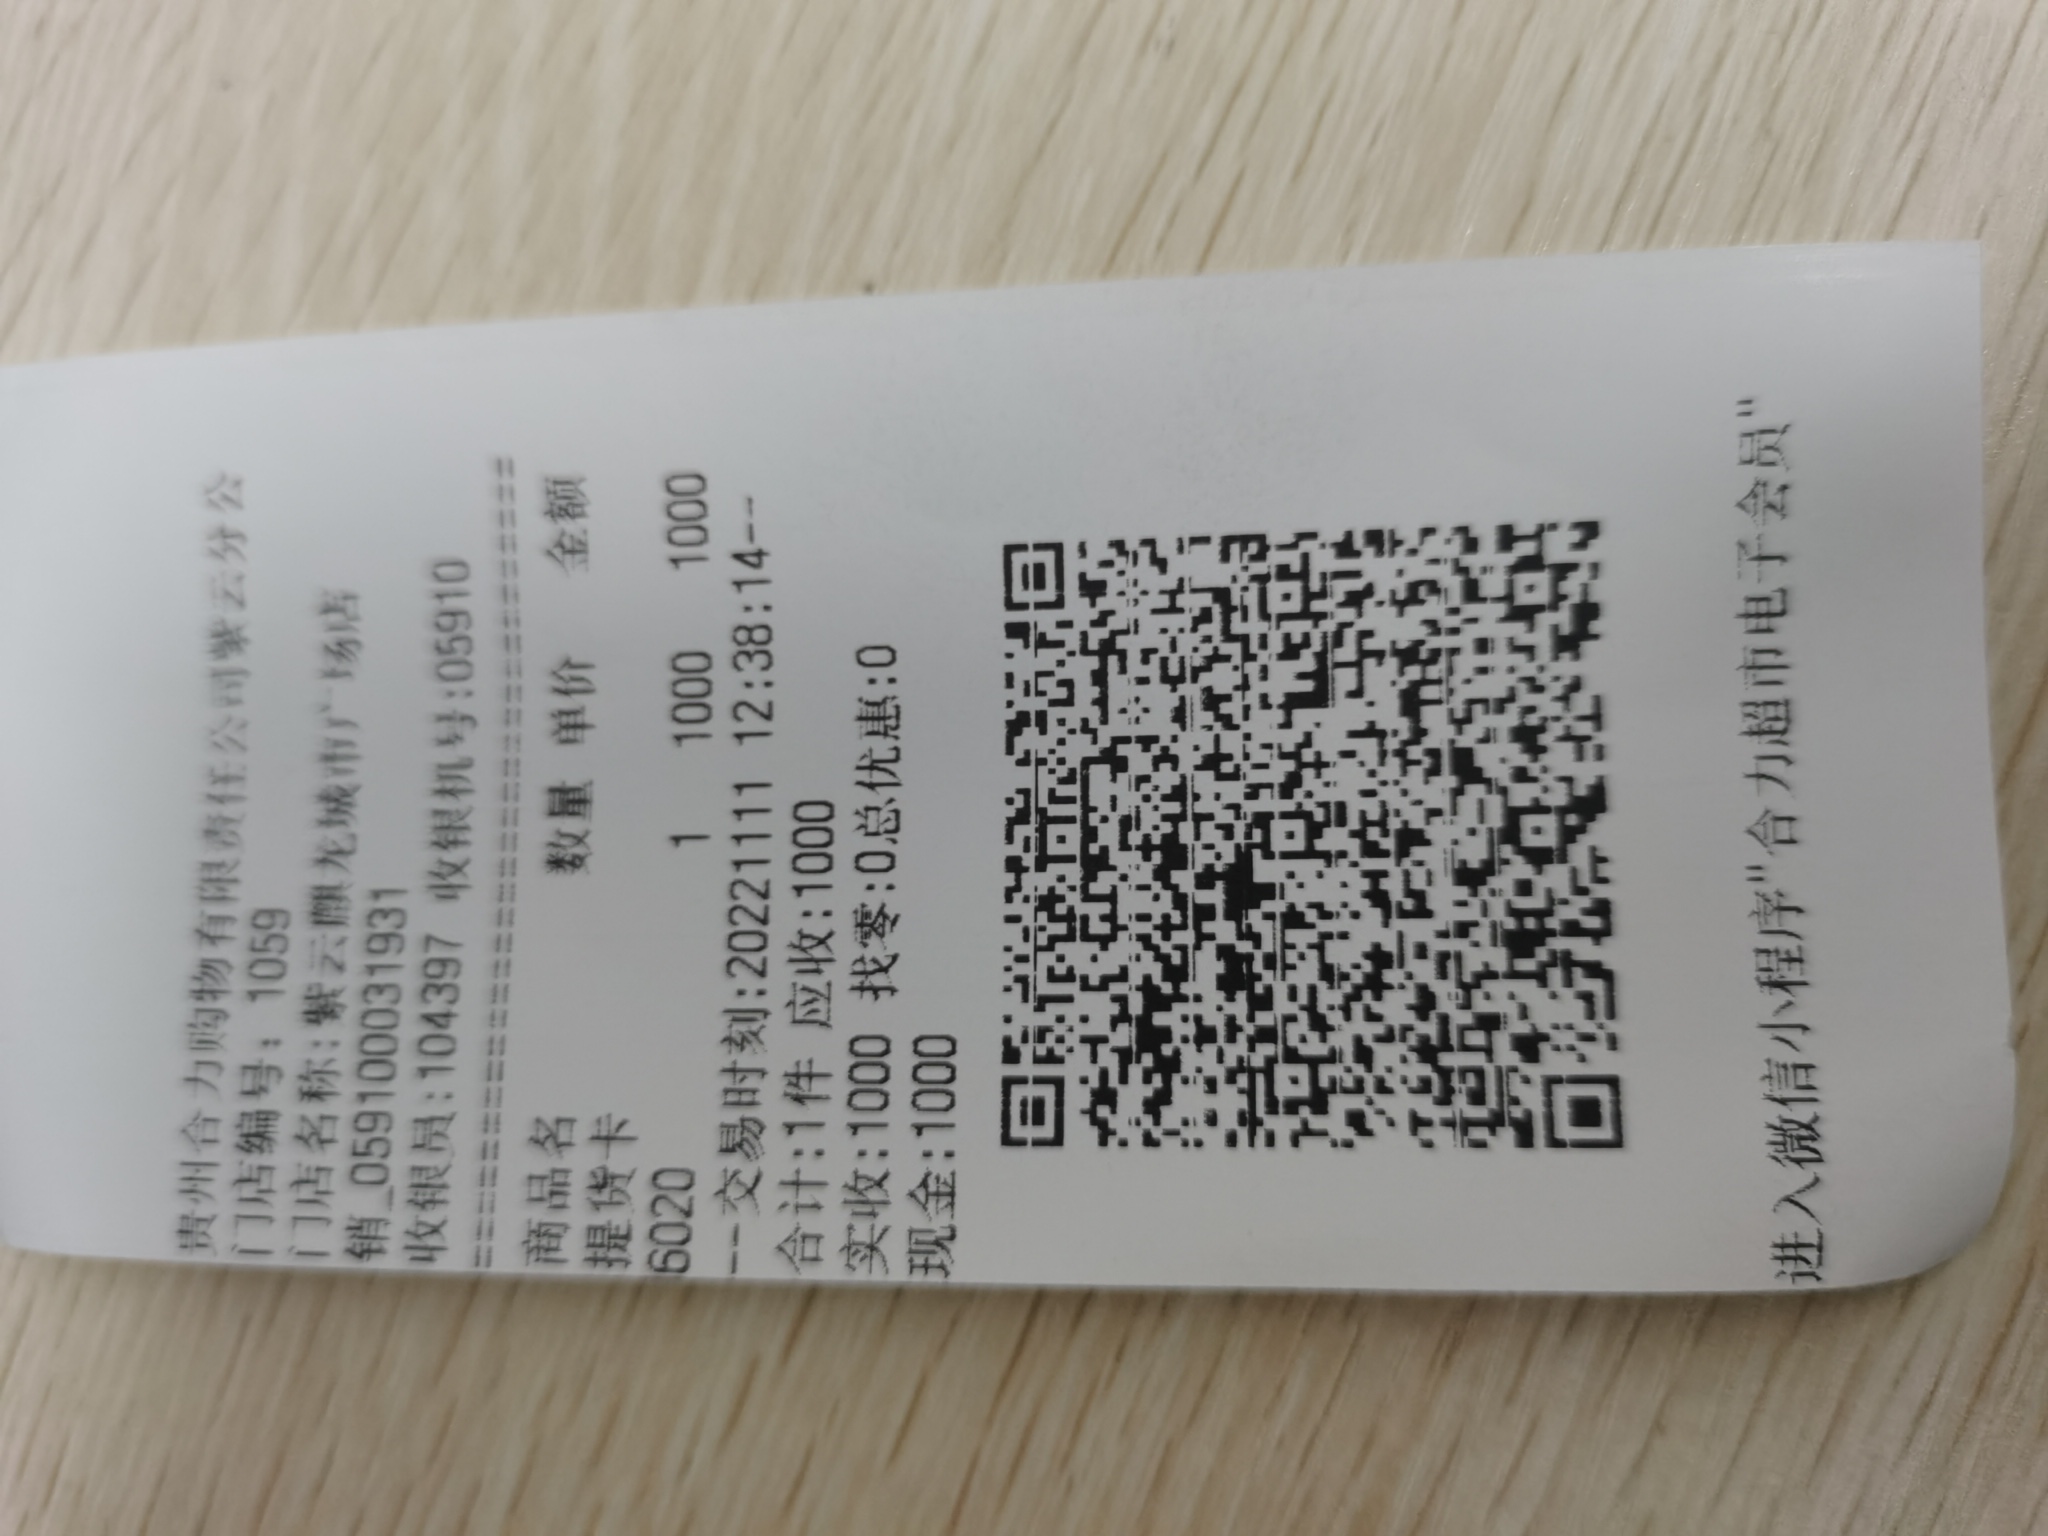 贵州合力购物有限责任公司紫云分公
门店编号: 1059
门店名称:紫云麒龙城市广场店
销_0591000031931
收银员:104397 收银机号:05910
================================
商品名 数量 单价 金额
提货卡
6020 1 1000 1000
--交易时刻:20221111 12:38:14--
合计:1件 应收:1000
实收:1000 找零:0总优惠:0
现金:1000
进入微信小程序"合力超市电子会员"